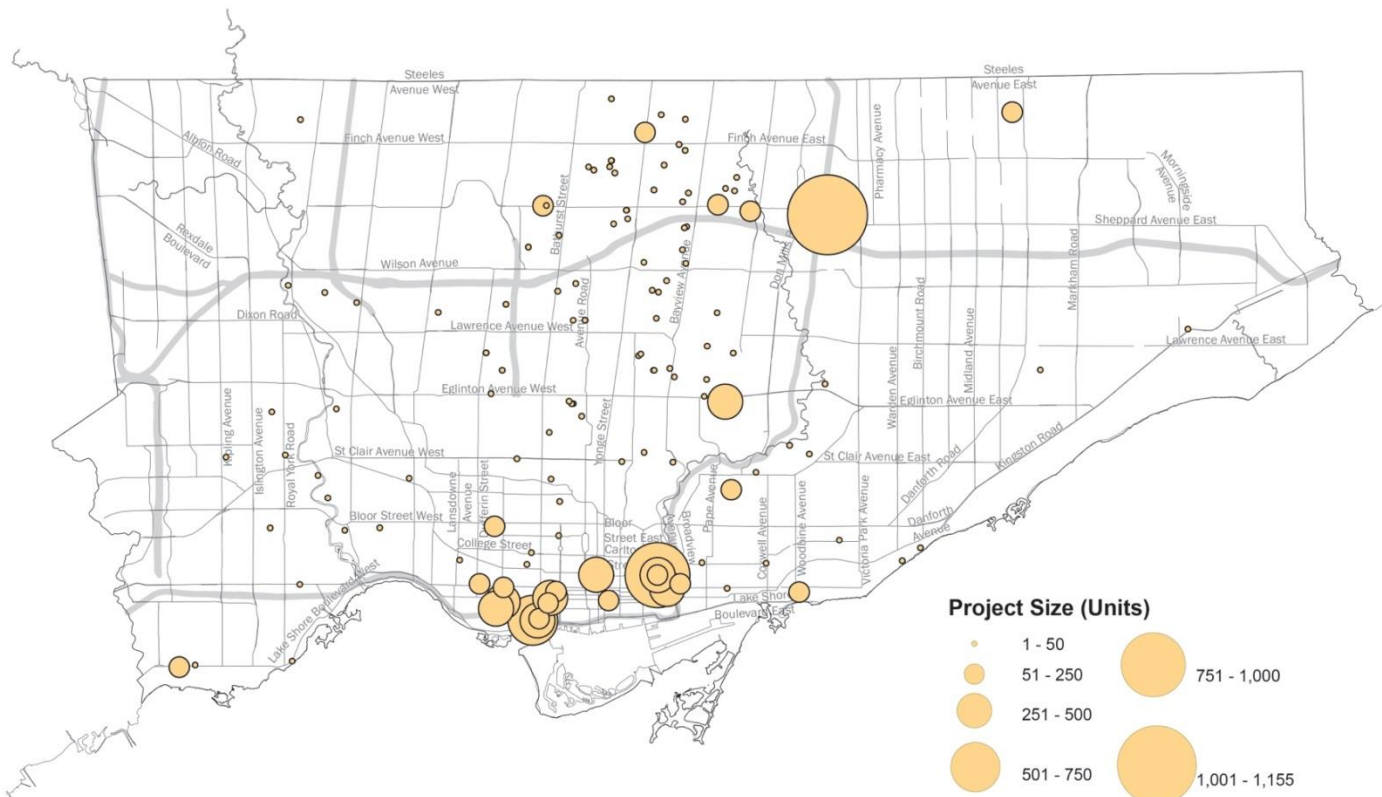 Steeles
Avenue West
Steeles
Avenue East
Albion Road
Finch Avenue West
Finch Avenue East
Pharmacy Avenue
Morningside
Avenue
Bathurst Street
Rexdale
Boulevard
Sheppard Avenue East
Wilson Avenue
Bayview Avenue
Don Mills
Markham Road
Dixon Road
Avenue Road
Lawrence Avenue West
Birchmount Road
Midland Avenue
Lawrence Avenue East
Warden Avenue
Eglinton Avenue West
Eglinton Avenue East
Kipling Avenue
Islington Avenue
Royal York Road
Yonge Street
St Clair Avenue West
St Clair Avenue East
Kingston Road
Danforth Road
Lansdowne
Avenue
Dufferin Street
Pape Avenue
Broadview
Avenue
Coxwell Avenue
Woodbine Avenue
Victoria Park Avenue
Danforth
Avenue
Bloor Street West
Bloor
Street East
College Street
Lake Shore Boulevard West
Lake Shore
Boulevard East
Project Size (Units)
1 - 50
51 - 250
251 - 500
501 - 750
751 - 1,000
1,001 - 1,155